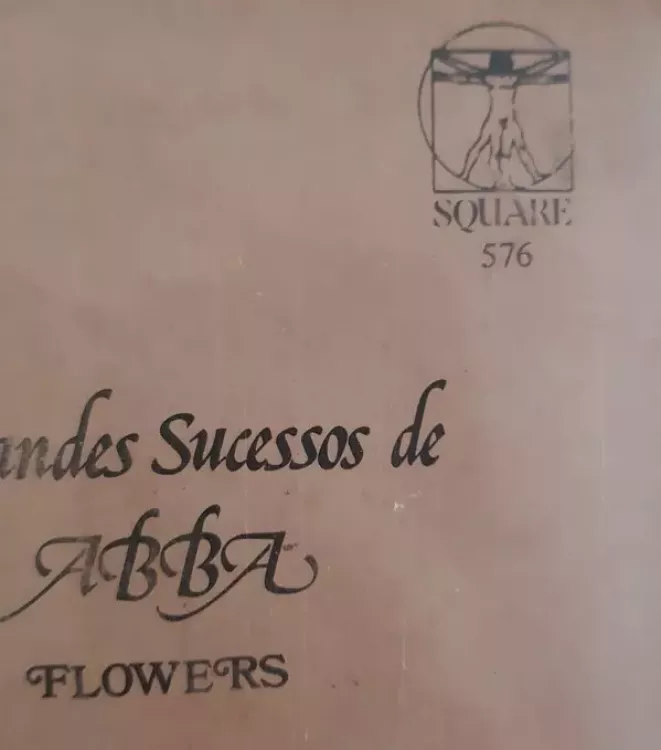 SQUARE
576
andes Sucessos de
ABBA
FLOWERS